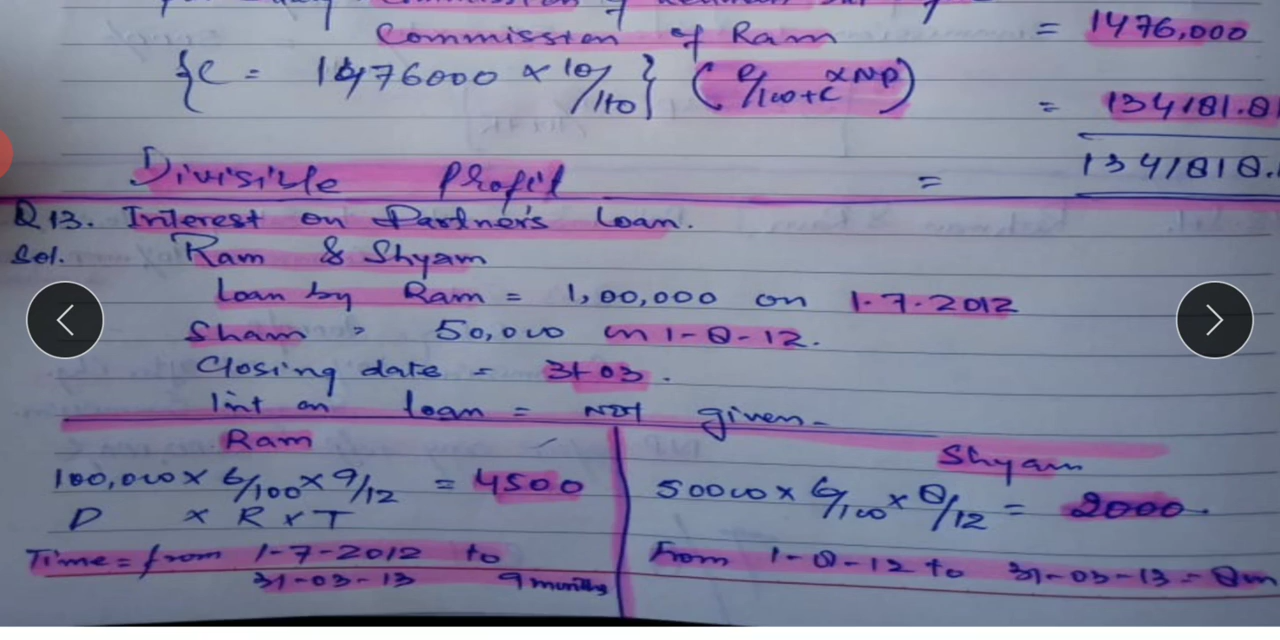 Commission of Ram = 1476,000
{C = 1476000 × 10/110} (C/100+C × NP) = 134181.8
Divisible Profit = 1341818.
Q13. Interest on Partner's Loan.
Sol. Ram & Shyam
Loan by Ram = 1,00,000 on 1.7.2012
Sham = 50,000 on 1-8-12.
Closing date = 31-03.
Int on loan = Not given.
Ram
Shyam
100,000 × 6/100 × 9/12 = 4500
P × R × T
50000 × 6/100 × 8/12 = 2000.
Time = from 1-7-2012 to
31-03-13 9 months
From 1-8-12 to 31-03-13 = 8m